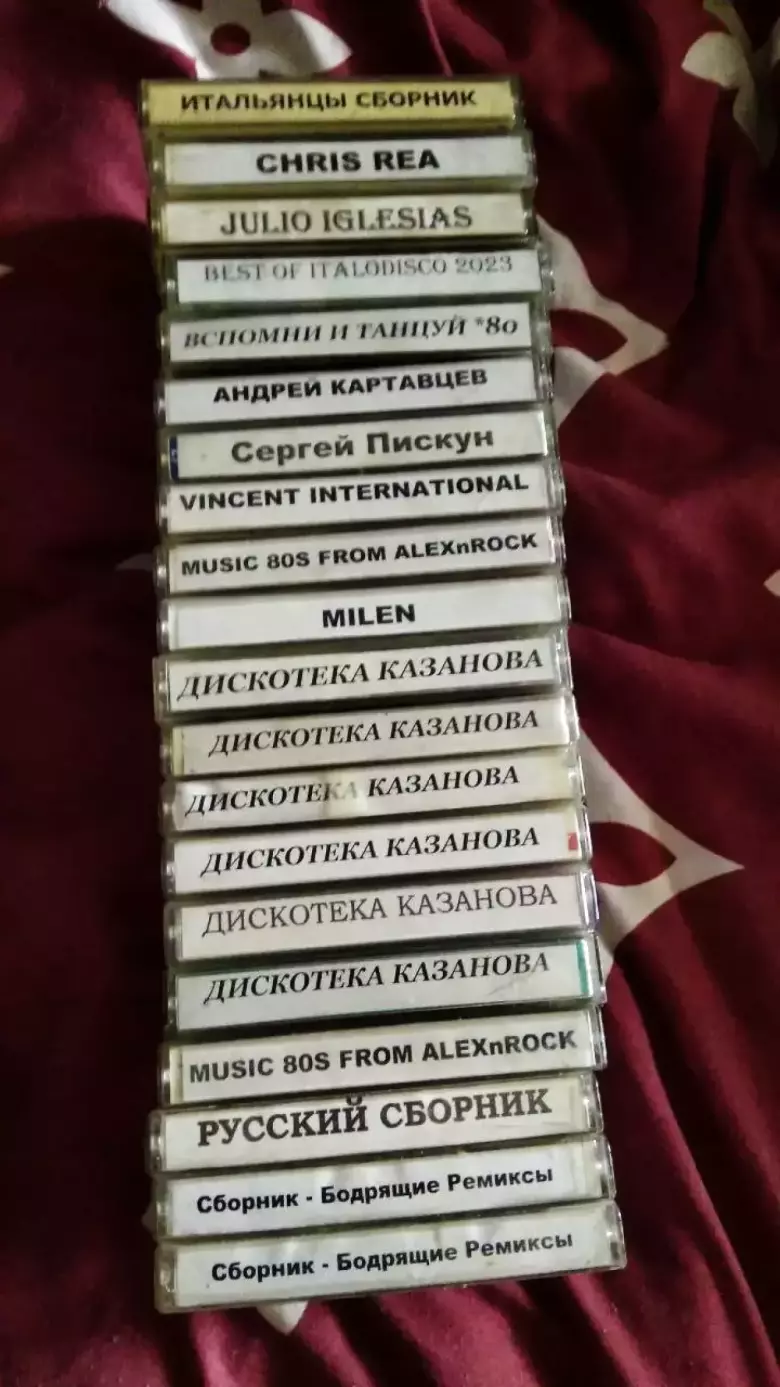 ИТАЛЬЯНЦЫ СБОРНИК
CHRIS REA
JULIO IGLESIAS
BEST OF ITALODISCO 2023
ВСПОМНИ И ТАНЦУЙ *80
АНДРЕЙ КАРТАВЦЕВ
Сергей Пискун
VINCENT INTERNATIONAL
MUSIC 80S FROM ALEXnROCK
MILEN
ДИСКОТЕКА КАЗАНОВА
ДИСКОТЕКА КАЗАНОВА
ДИСКОТЕКА КАЗАНОВА
ДИСКОТЕКА КАЗАНОВА
ДИСКОТЕКА КАЗАНОВА
ДИСКОТЕКА КАЗАНОВА
MUSIC 80S FROM ALEXnROCK
РУССКИЙ СБОРНИК
Сборник - Бодрящие Ремиксы
Сборник - Бодрящие Ремиксы